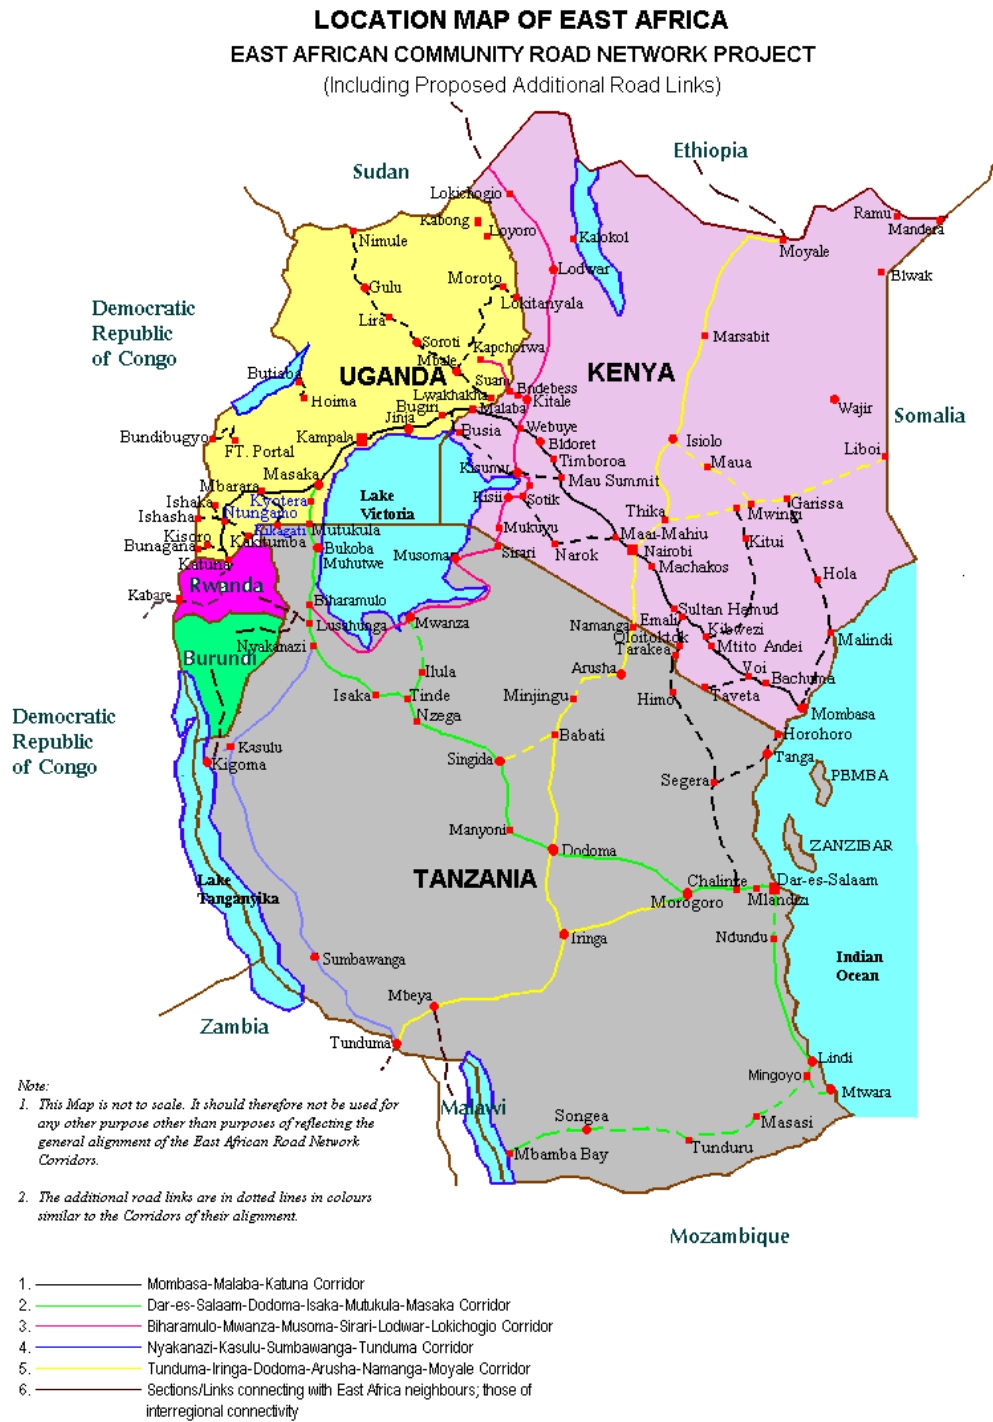 LOCATION MAP OF EAST AFRICA
EAST AFRICAN COMMUNITY ROAD NETWORK PROJECT
(Including Proposed Additional Road Links)
Ethiopia
Sudan
Lokichogio
Kabong
Loyoro
Nimule
Kalokol
Ramu
Mandera
Moyale
Lodwar
Moroto
Lokitanyala
Elwak
Gulu
Democratic
Republic
of Congo
Lira
Soroti
Marsabit
Mbale
Kapchorwa
UGANDA
KENYA
Butiaba
Hoima
Suam
Endebess
Lwakhakha
Kitale
Bugiri
Malaba
Wajir
Somalia
Jinja
Kampala
Busia
Webuye
Eldoret
Bundibugyo
FT. Portal
Isiolo
Liboi
Timboroa
Maua
Masaka
Kisumu
Mau Summit
Mbarara
Lake
Victoria
Kisii
Sotik
Ishaka
Kyotera
Ntungamo
Garissa
Mwingi
Thika
Ishasha
Kisoro
Kikagati
Mutukula
Mukuyu
Maai-Mahiu
Bunagana
Kakitumba
Bukoba
Sirari
Narok
Nairobi
Kitui
Katuna
Muhutwe
Musoma
Machakos
Rwanda
Hola
Kabare
Biharamulo
Sultan Hamud
Lusahunga
Mwanza
Namanga
Emali
Kibwezi
Malindi
Oloitoktok
Nyakanazi
Tarakea
Mtito Andei
Burundi
Arusha
Voi
Bachuma
Ilula
Isaka
Tinde
Minjingu
Himo
Taveta
Nzega
Mombasa
Democratic
Republic
of Congo
Babati
Horohoro
Kasulu
Kigoma
Singida
Tanga
Segera
PEMBA
Manyoni
ZANZIBAR
Dodoma
TANZANIA
Lake
Tanganyika
Chalinze
Dar-es-Salaam
Morogoro
Mlandizi
Iringa
Ndundu
Indian
Ocean
Sumbawanga
Mbeya
Zambia
Tunduma
Lindi
Mingoyo
Mtwara
Malawi
Songea
Masasi
Tunduru
Mbamba Bay
Mozambique
Note:
1. This Map is not to scale. It should therefore not be used for
any other purpose other than purposes of reflecting the
general alignment of the East African Road Network
Corridors.
2. The additional road links are in dotted lines in colours
similar to the Corridors of their alignment.
1. Mombasa-Malaba-Katuna Corridor
2. Dar-es-Salaam-Dodoma-Isaka-Mutukula-Masaka Corridor
3. Biharamulo-Mwanza-Musoma-Sirari-Lodwar-Lokichogio Corridor
4. Nyakanazi-Kasulu-Sumbawanga-Tunduma Corridor
5. Tunduma-Iringa-Dodoma-Arusha-Namanga-Moyale Corridor
6. Sections/Links connecting with East Africa neighbours; those of
interregional connectivity